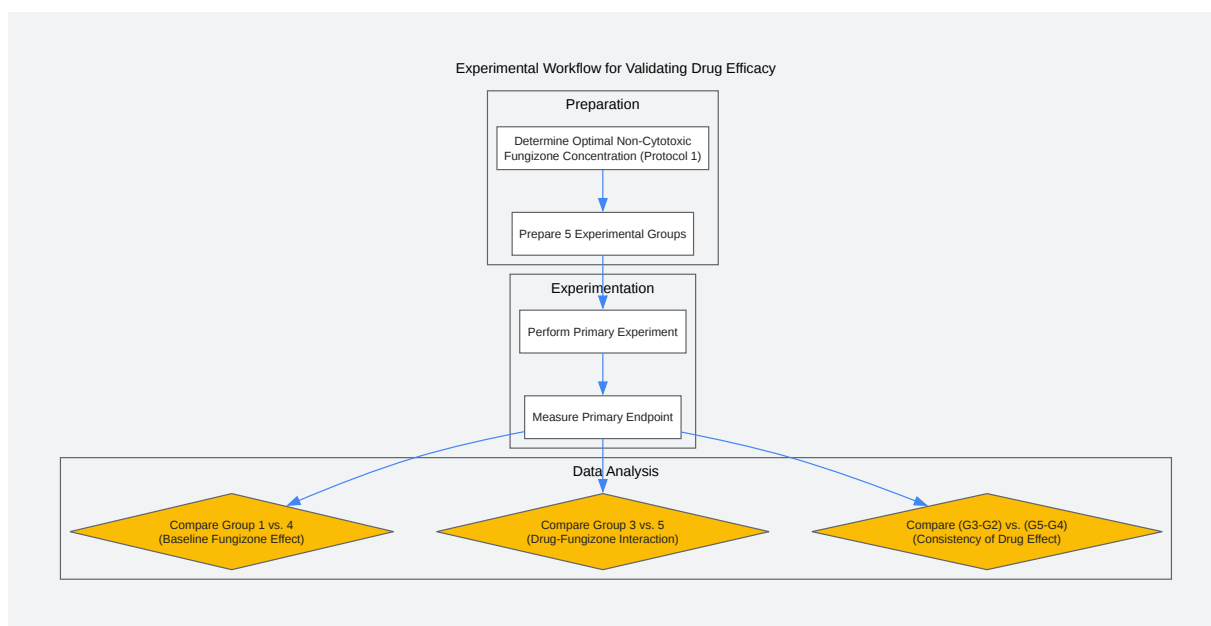 Experimental Workflow for Validating Drug Efficacy
Preparation
Determine Optimal Non-Cytotoxic
Fungizone Concentration (Protocol 1)
Prepare 5 Experimental Groups
Experimentation
Perform Primary Experiment
Measure Primary Endpoint
Data Analysis
Compare Group 1 vs. 4
(Baseline Fungizone Effect)
Compare Group 3 vs. 5
(Drug-Fungizone Interaction)
Compare (G3-G2) vs. (G5-G4)
(Consistency of Drug Effect)